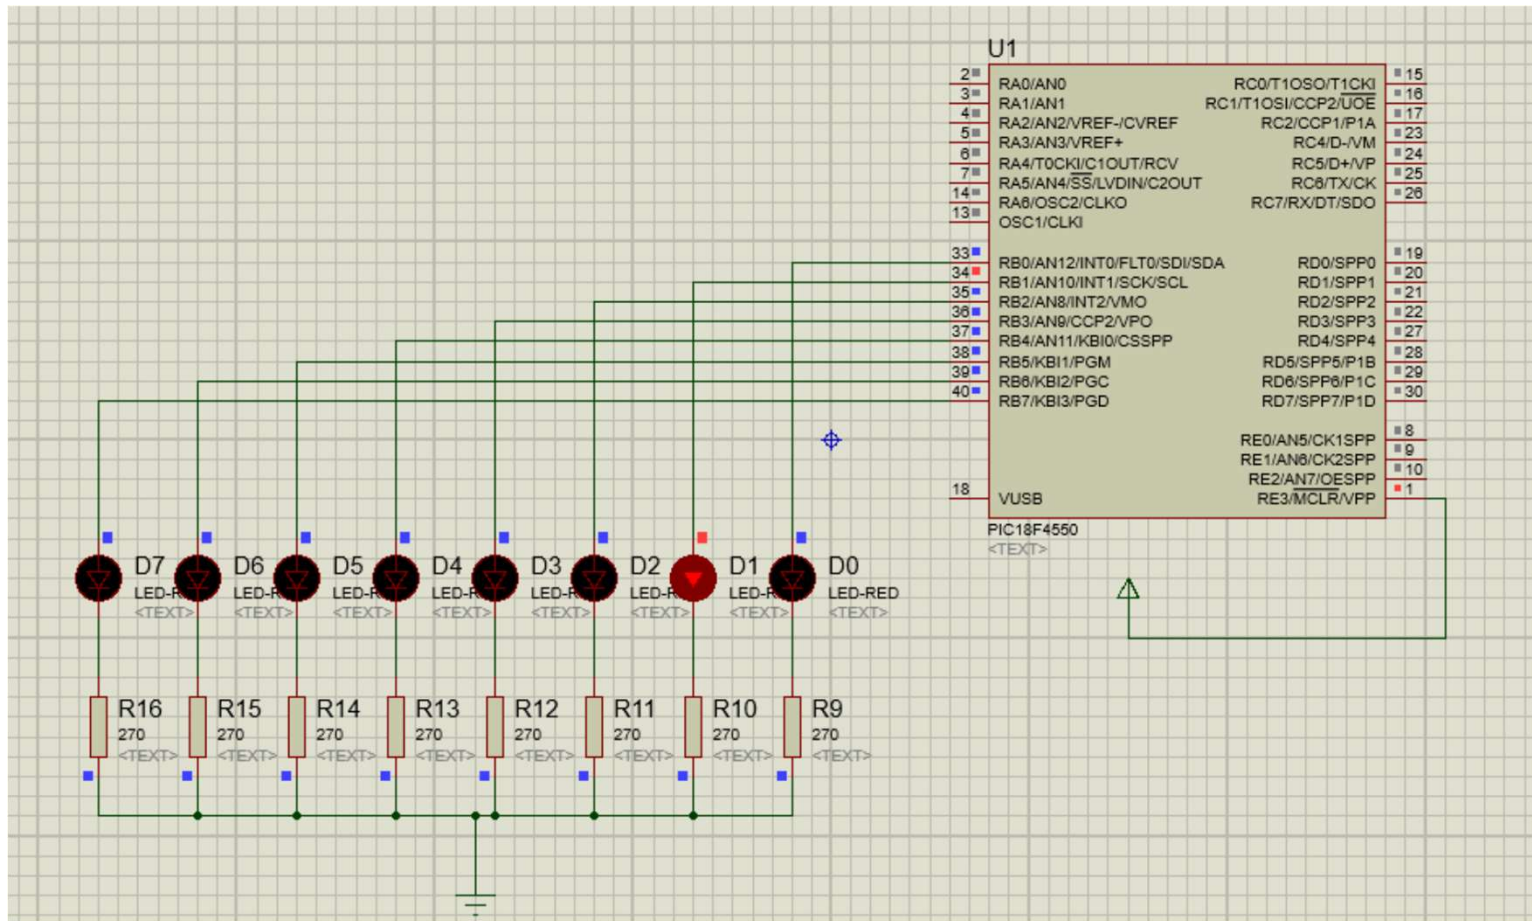 U1
2 RA0/AN0 RC0/T1OSO/T1CKI 15
3 RA1/AN1 RC1/T1OSI/CCP2/UOE 16
4 RA2/AN2/VREF-/CVREF RC2/CCP1/P1A 17
5 RA3/AN3/VREF+ RC4/D-/VM 23
6 RA4/T0CKI/C1OUT/RCV RC5/D+/VP 24
7 RA5/AN4/SS/LVDIN/C2OUT RC6/TX/CK 25
14 RA6/OSC2/CLKO RC7/RX/DT/SDO 26
13 OSC1/CLKI
33 RB0/AN12/INT0/FLT0/SDI/SDA RD0/SPP0 19
34 RB1/AN10/INT1/SCK/SCL RD1/SPP1 20
35 RB2/AN8/INT2/VMO RD2/SPP2 21
36 RB3/AN9/CCP2/VPO RD3/SPP3 22
37 RB4/AN11/KBI0/CSSPP RD4/SPP4 27
38 RB5/KBI1/PGM RD5/SPP5/P1B 28
39 RB6/KBI2/PGC RD6/SPP6/P1C 29
40 RB7/KBI3/PGD RD7/SPP7/P1D 30
RE0/AN5/CK1SPP 8
RE1/AN6/CK2SPP 9
RE2/AN7/OESPP 10
18 VUSB RE3/MCLR/VPP 1
PIC18F4550
<TEXT>
D7 D6 D5 D4 D3 D2 D1 D0
LED-R LED-R LED-R LED-R LED-R LED-R LED-R LED-RED
<TEXT> <TEXT> <TEXT> <TEXT> <TEXT> <TEXT> <TEXT> <TEXT>
R16 R15 R14 R13 R12 R11 R10 R9
270 270 270 270 270 270 270 270
<TEXT> <TEXT> <TEXT> <TEXT> <TEXT> <TEXT> <TEXT> <TEXT>